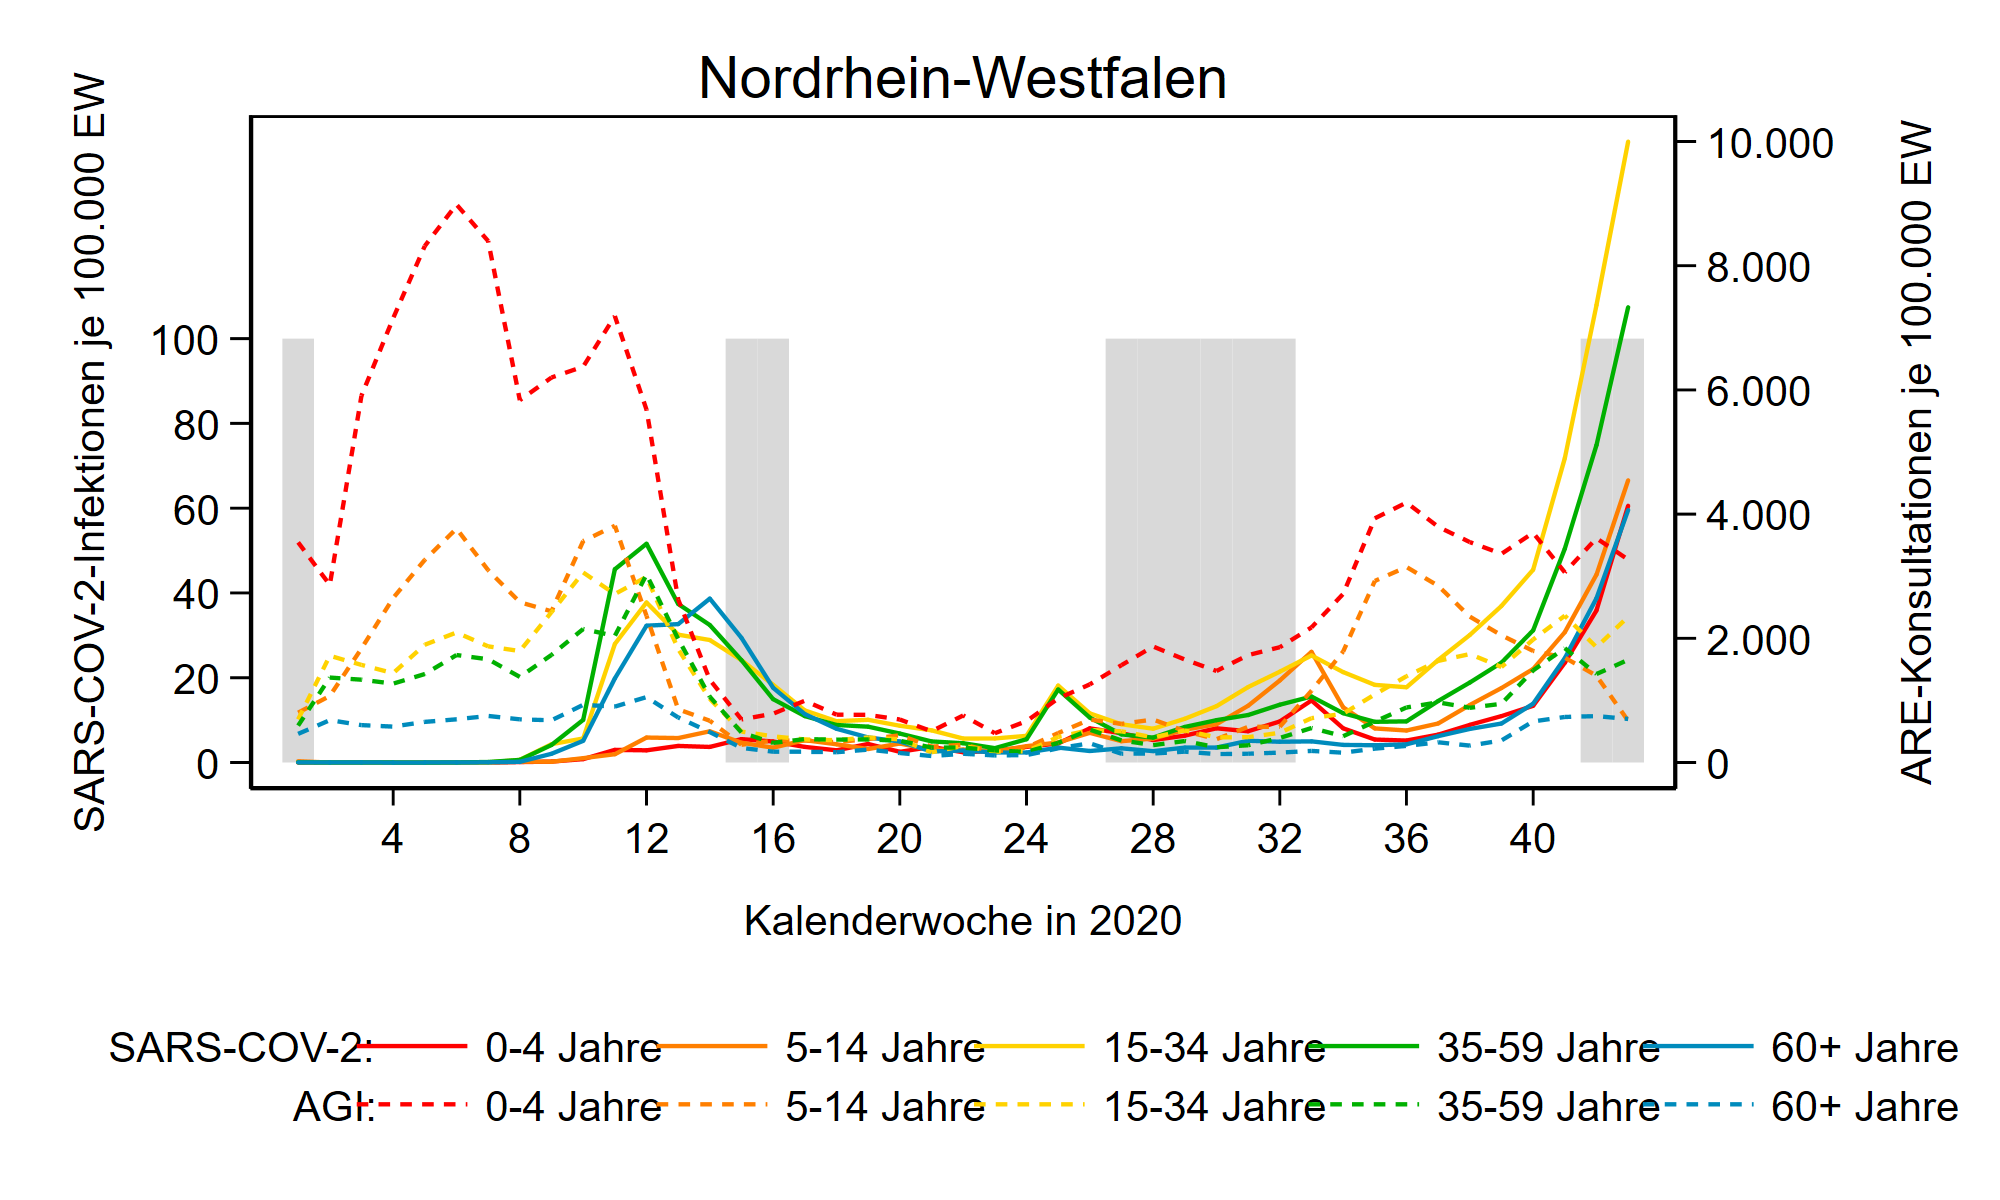 Nordrhein-Westfalen
SARS-COV-2-Infektionen je 100.000 EW
100
80
60
40
20
0
10.000
8.000
6.000
4.000
2.000
0
ARE-Konsultationen je 100.000 EW
4 8 12 16 20 24 28 32 36 40
Kalenderwoche in 2020
SARS-COV-2: 0-4 Jahre 5-14 Jahre 15-34 Jahre 35-59 Jahre 60+ Jahre
AGI: 0-4 Jahre 5-14 Jahre 15-34 Jahre 35-59 Jahre 60+ Jahre